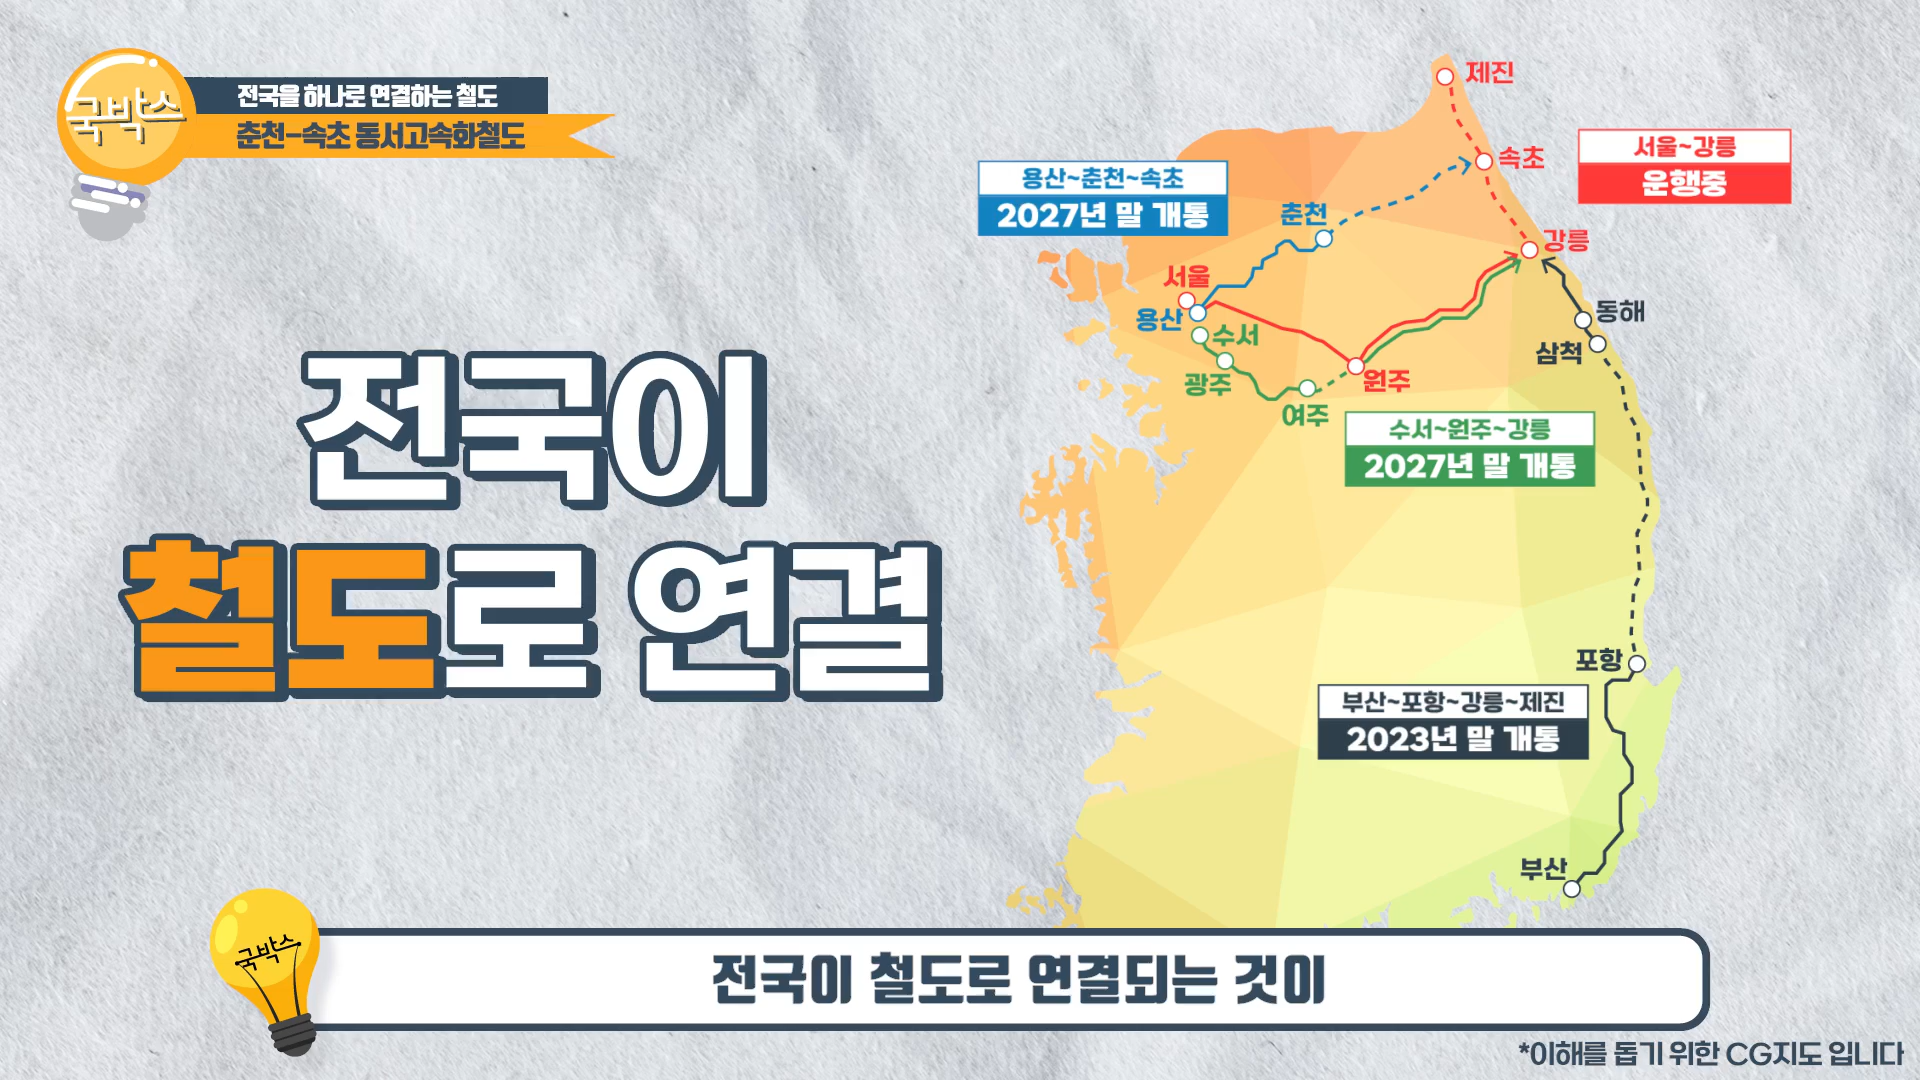 국박스
전국을 하나로 연결하는 철도
춘천-속초 동서고속화철도
전국이
철도로 연결
제진
속초
서울~강릉
운행중
용산~춘천~속초
2027년 말 개통
춘천
강릉
서울
용산
수서
광주
여주
원주
동해
삼척
수서~원주~강릉
2027년 말 개통
포항
부산~포항~강릉~제진
2023년 말 개통
부산
국박스
전국이 철도로 연결되는 것이
*이해를 돕기 위한 CG지도 입니다